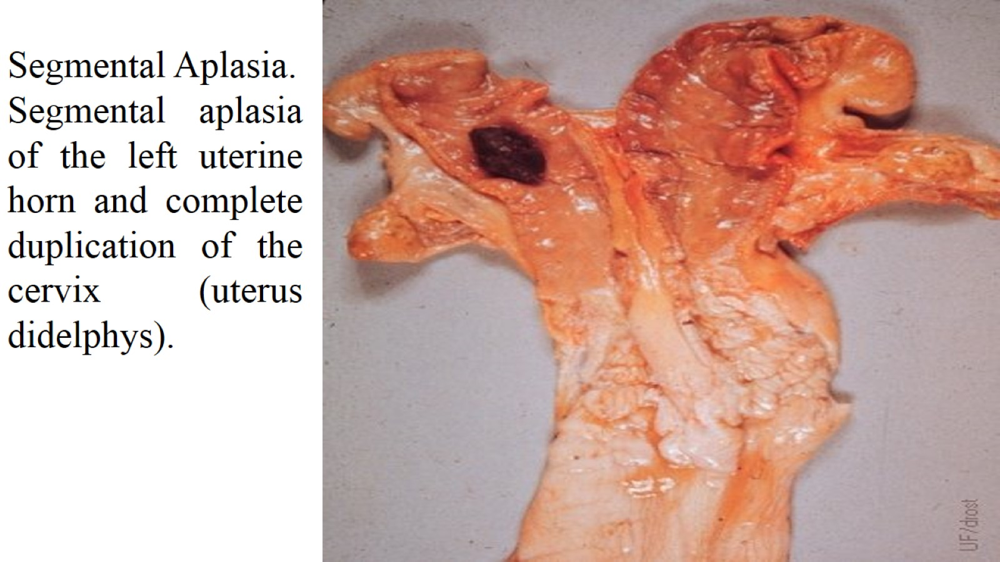 Segmental Aplasia.
Segmental aplasia
of the left uterine
horn and complete
duplication of the
cervix (uterus
didelphys).
UF/drost